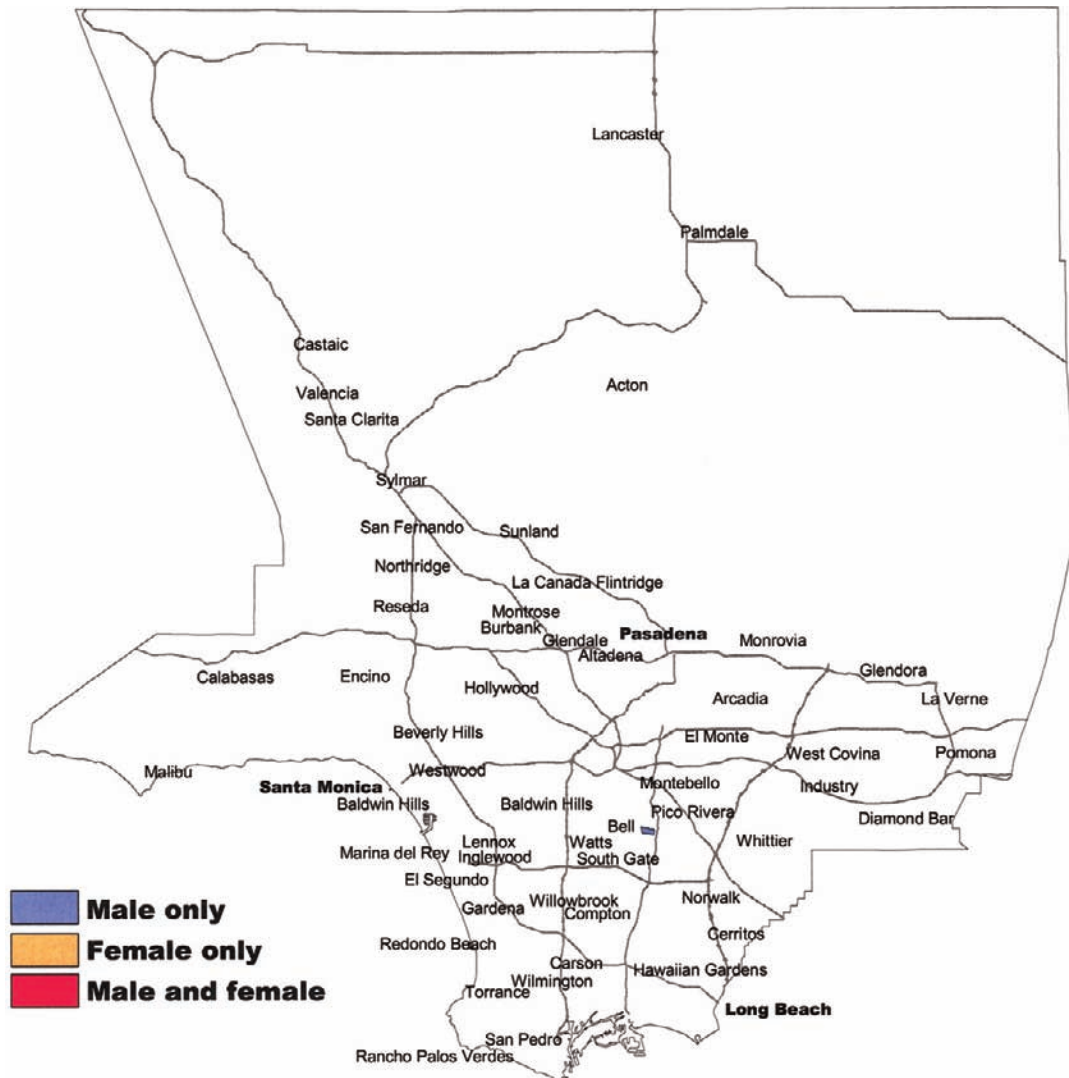 Lancaster
Palmdale
Castaic
Acton
Valencia
Santa Clarita
Sylmar
San Fernando
Sunland
Northridge
La Canada Flintridge
Reseda
Montrose
Burbank
Pasadena
Glendale
Monrovia
Altadena
Glendora
Calabasas
Encino
Hollywood
Arcadia
La Verne
Beverly Hills
El Monte
West Covina
Pomona
Malibu
Westwood
Santa Monica
Montebello
Industry
Baldwin Hills
Baldwin Hills
Pico Rivera
Diamond Bar
Bell
Lennox
Watts
Whittier
Marina del Rey
Inglewood
South Gate
El Segundo
Male only
Gardena
Willowbrook
Compton
Norwalk
Female only
Redondo Beach
Cerritos
Carson
Hawaiian Gardens
Male and female
Torrance
Wilmington
Long Beach
San Pedro
Rancho Palos Verdes